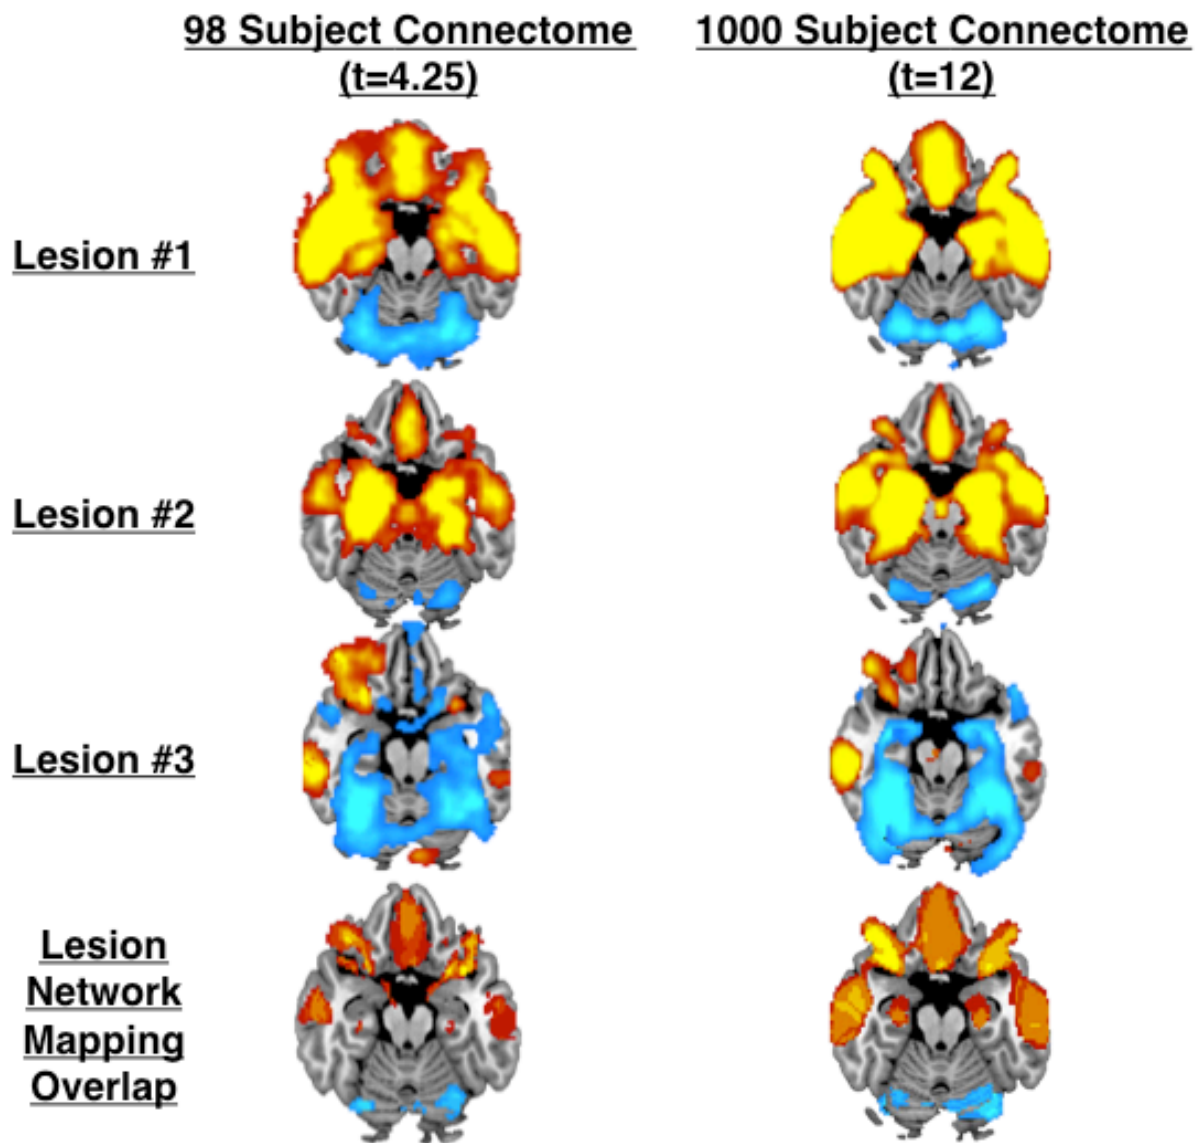 98 Subject Connectome
(t=4.25)
1000 Subject Connectome
(t=12)
Lesion #1
Lesion #2
Lesion #3
Lesion
Network
Mapping
Overlap